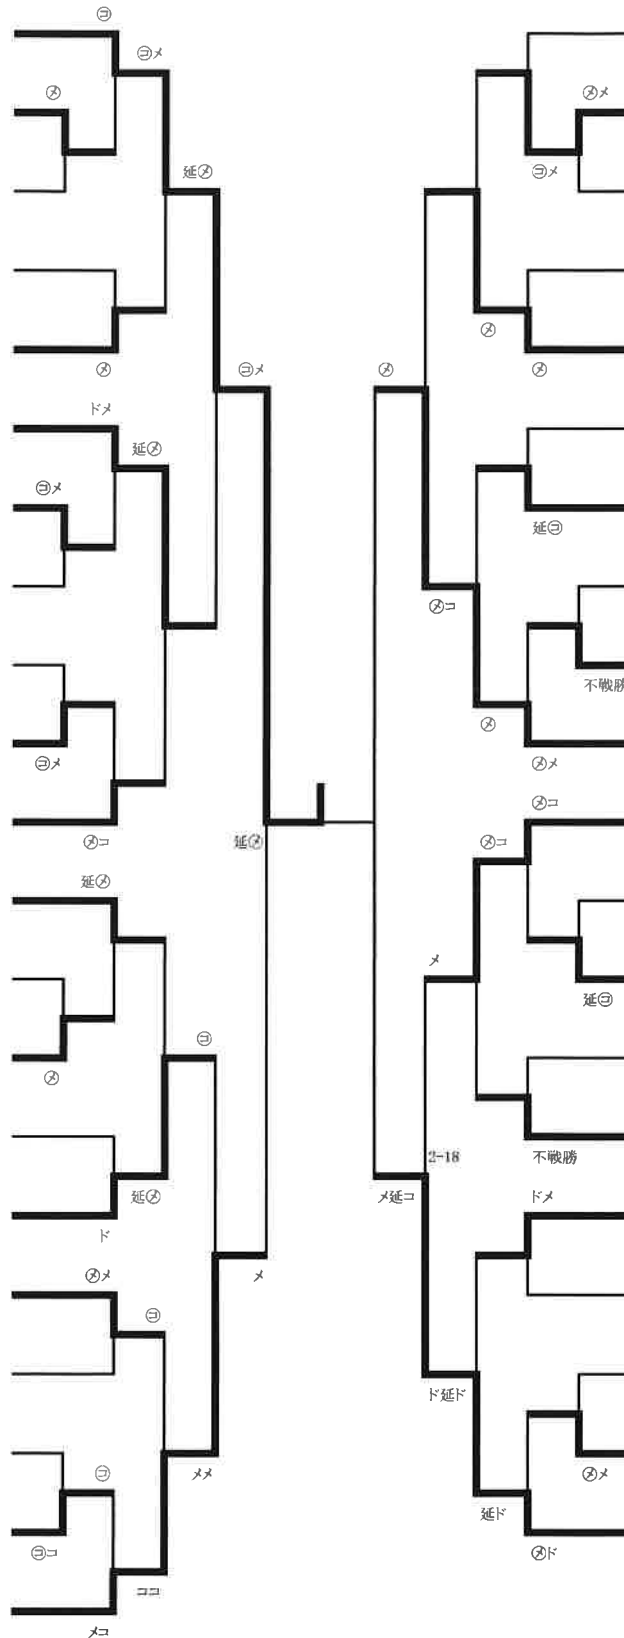 ㋙
㋙メ
㋱
延㋱
㋱
㋙メ
ドメ
延㋱
㋙メ
㋙メ
㋱コ
延㋱
延㋱
㋱
㋙
延㋱
ド
㋱メ
㋙
メ
メメ
㋙
㋙コ
ココ
メコ
㋱メ
㋙メ
㋱
㋱
㋱
延㋙
㋱コ
不戦勝
㋱
㋱メ
㋱コ
㋱コ
メ
延㋙
2-18
不戦勝
メ延コ
ドメ
ド延ド
㋱メ
延ド
㋱ド